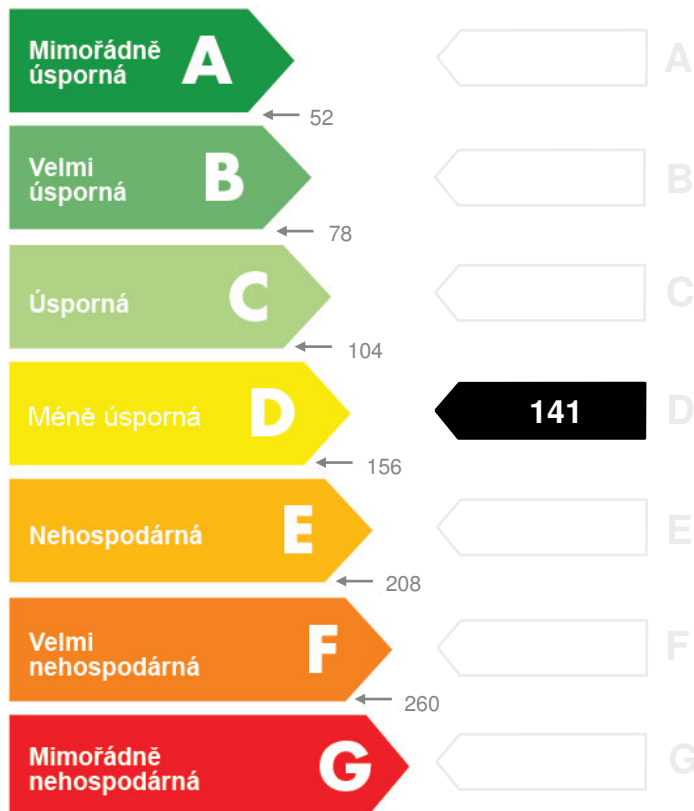 Mimořádně
úsporná
A
A
52
Velmi
úsporná
B
B
78
Úsporná
C
C
104
Méně úsporná
D
141
D
156
Nehospodárná
E
E
208
Velmi
nehospodárná
F
F
260
Mimořádně
nehospodárná
G
G